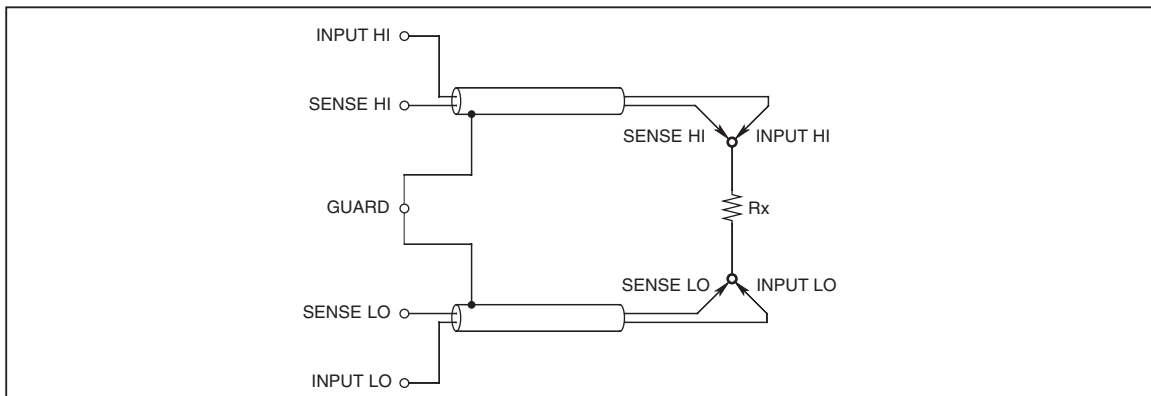 INPUT HI
SENSE HI
SENSE HI
INPUT HI
GUARD
Rx
SENSE LO
INPUT LO
SENSE LO
INPUT LO